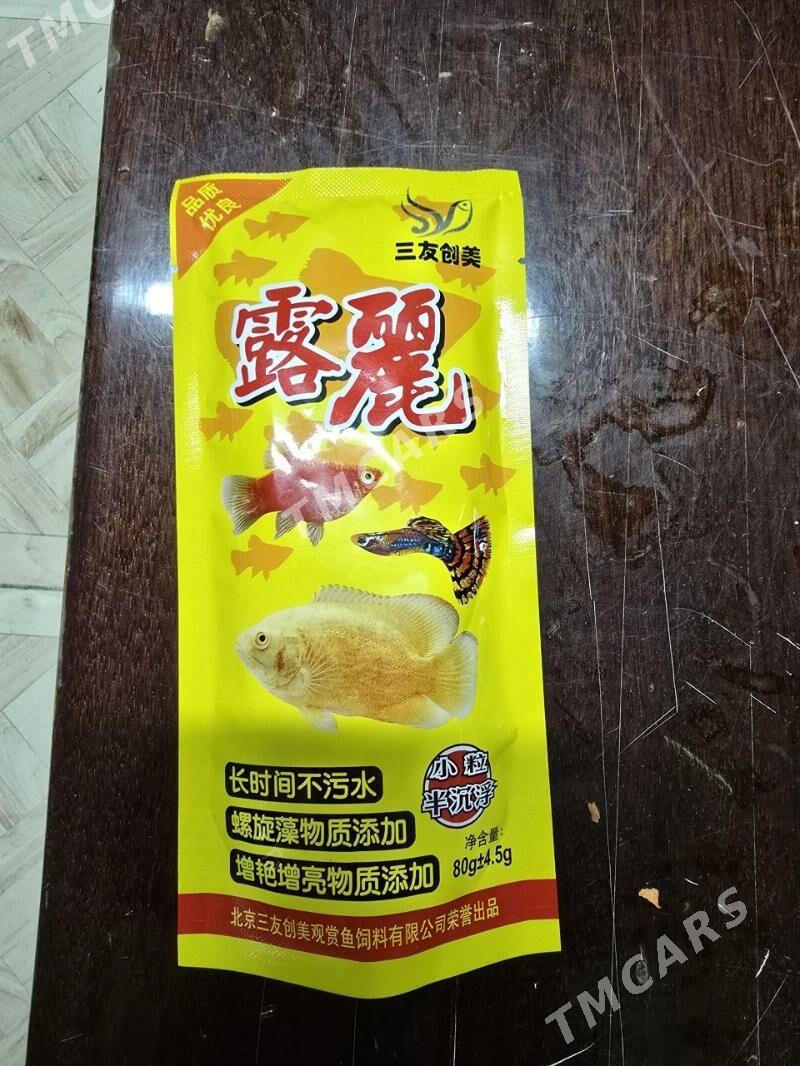 TMCARS
品质
优良
三友创美
露麗
TMCARS
长时间不污水
螺旋藻物质添加
增艳增亮物质添加
小粒
半沉浮
净含量:
80g±4.5g
北京三友创美观赏鱼饲料有限公司荣誉出品
TMCARS